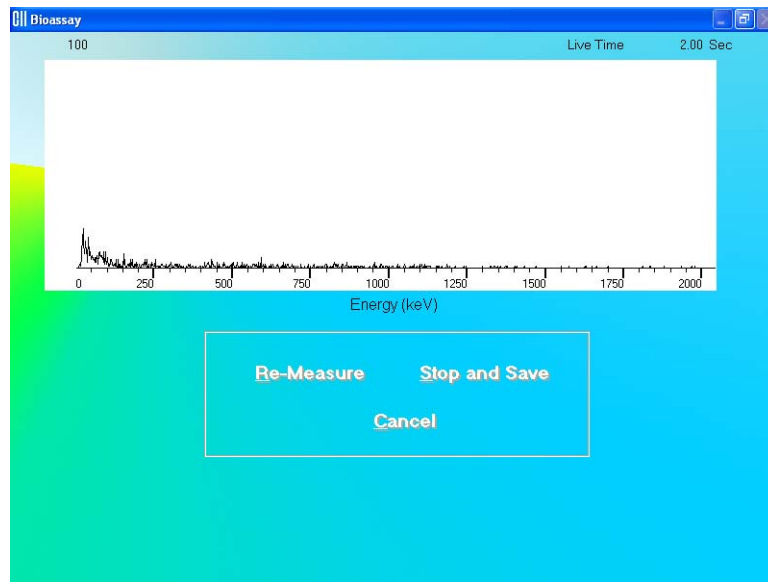 Bioassay
100 Live Time 2.00 Sec
0 250 500 750 1000 1250 1500 1750 2000
Energy (keV)
Re-Measure Stop and Save
Cancel